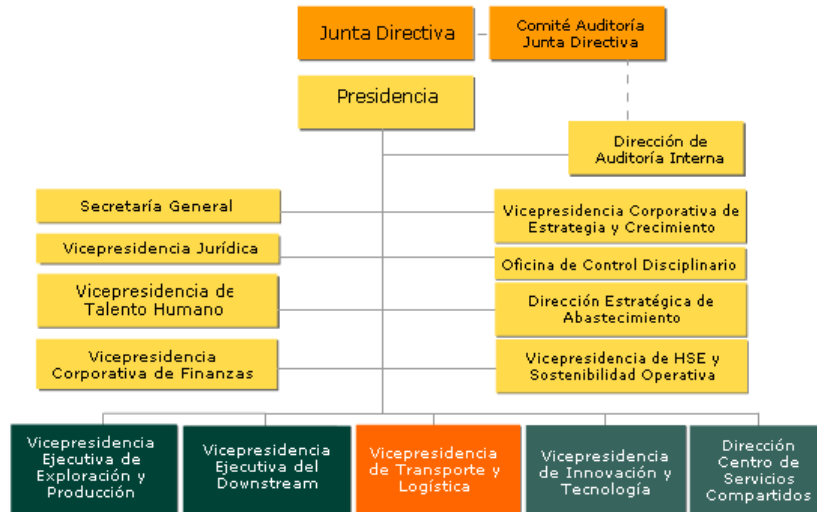 Junta Directiva
Comité Auditoría
Junta Directiva
Presidencia
Dirección de
Auditoría Interna
Secretaría General
Vicepresidencia Corporativa de
Estrategia y Crecimiento
Vicepresidencia Jurídica
Oficina de Control Disciplinario
Vicepresidencia de
Talento Humano
Dirección Estratégica de
Abastecimiento
Vicepresidencia
Corporativa de Finanzas
Vicepresidencia de HSE y
Sostenibilidad Operativa
Vicepresidencia
Ejecutiva de
Exploración y
Producción
Vicepresidencia
Ejecutiva del
Downstream
Vicepresidencia
de Transporte y
Logística
Vicepresidencia
de Innovación y
Tecnología
Dirección
Centro de
Servicios
Compartidos